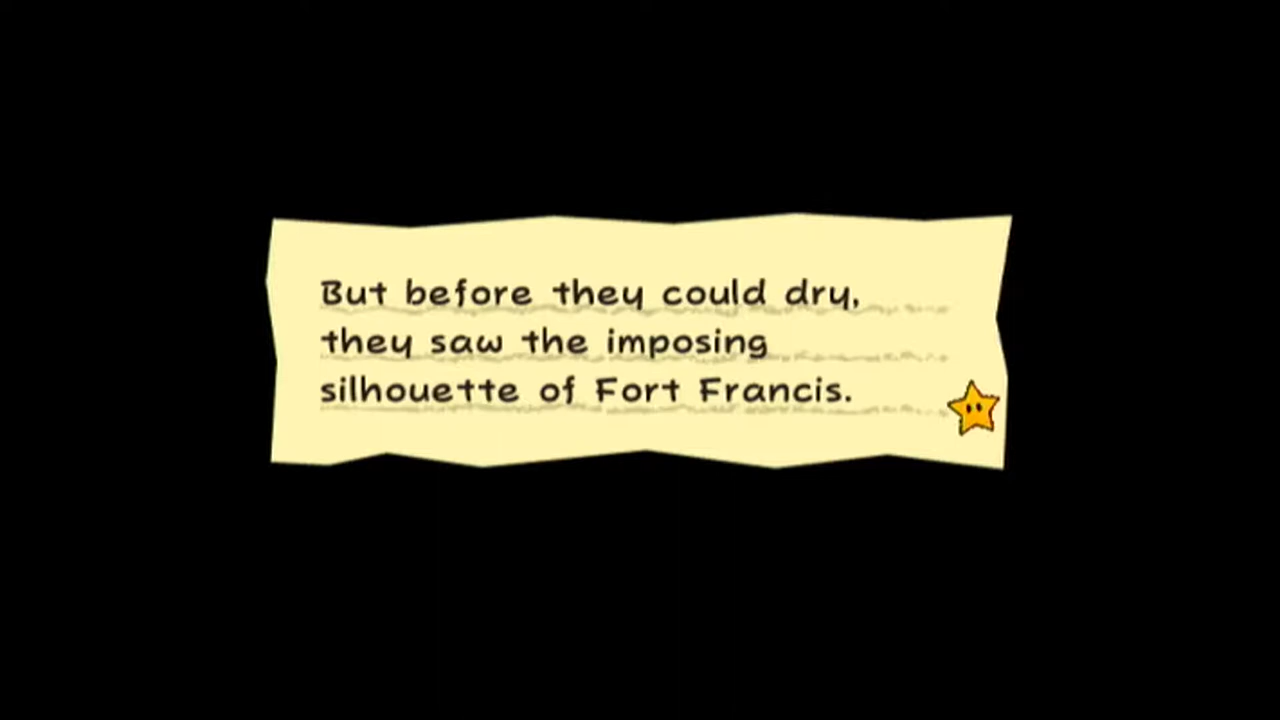 But before they could dry,
they saw the imposing
silhouette of Fort Francis.